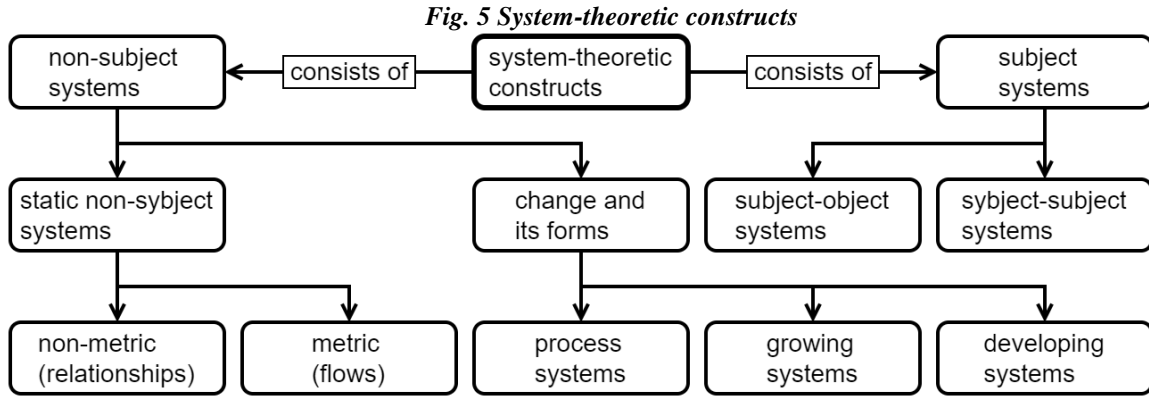 Fig. 5 System-theoretic constructs
non-subject
systems
consists of
system-theoretic
constructs
consists of
subject
systems
static non-sybject
systems
change and
its forms
subject-object
systems
sybject-subject
systems
non-metric
(relationships)
metric
(flows)
process
systems
growing
systems
developing
systems